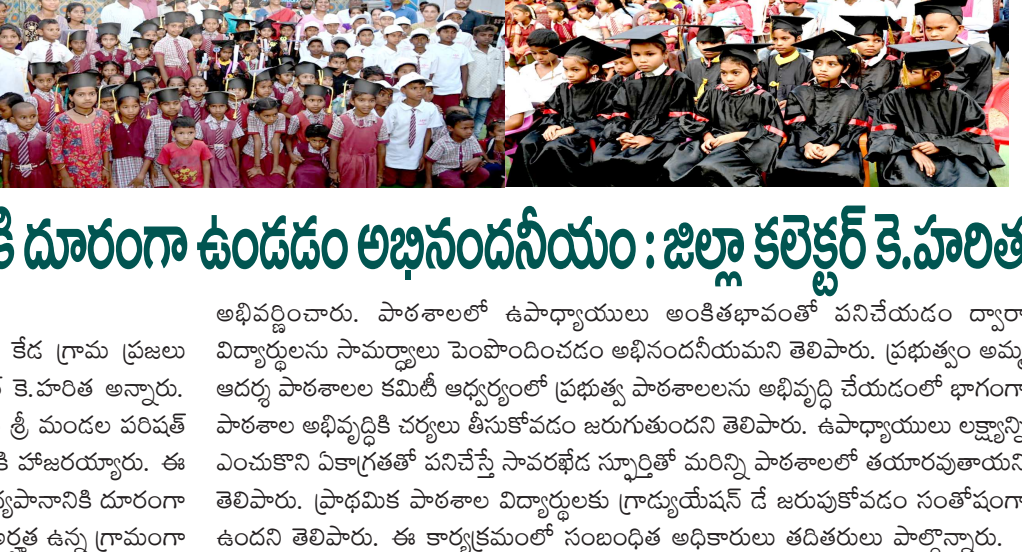 దూరంగా ఉండడం అభినందనీయం : జిల్లా కలెక్టర్ కె.హరిత
కేడ గ్రామ ప్రజలు
కె.హరిత అన్నారు.
శ్రీ మండల పరిషత్
కి హాజరయ్యారు. ఈ
ద్యపానానికి దూరంగా
ఉన్న గ్రామంగా
అభివర్ణించారు. పాఠశాలలో ఉపాధ్యాయులు అంకితభావంతో పనిచేయడం ద్వారా
విద్యార్థులను సామర్ధ్యాలు పెంపొందించడం అభినందనీయమని తెలిపారు. ప్రభుత్వం అమ్మ
ఆదర్శ పాఠశాలల కమిటీ ఆధ్వర్యంలో ప్రభుత్వ పాఠశాలలను అభివృద్ధి చేయడంలో భాగంగా
పాఠశాల అభివృద్ధికి చర్యలు తీసుకోవడం జరుగుతుందని తెలిపారు. ఉపాధ్యాయులు లక్ష్యాన్ని
ఎంచుకొని ఏకాగ్రతతో పనిచేస్తే సావరఖేడ స్ఫూర్తితో మరిన్ని పాఠశాలలో తయారవుతాయని
తెలిపారు. ప్రాథమిక పాఠశాల విద్యార్థులకు గ్రాడ్యుయేషన్ డే జరుపుకోవడం సంతోషంగా
ఉందని తెలిపారు. ఈ కార్యక్రమంలో సంబంధిత అధికారులు తదితరులు పాల్గొన్నారు.